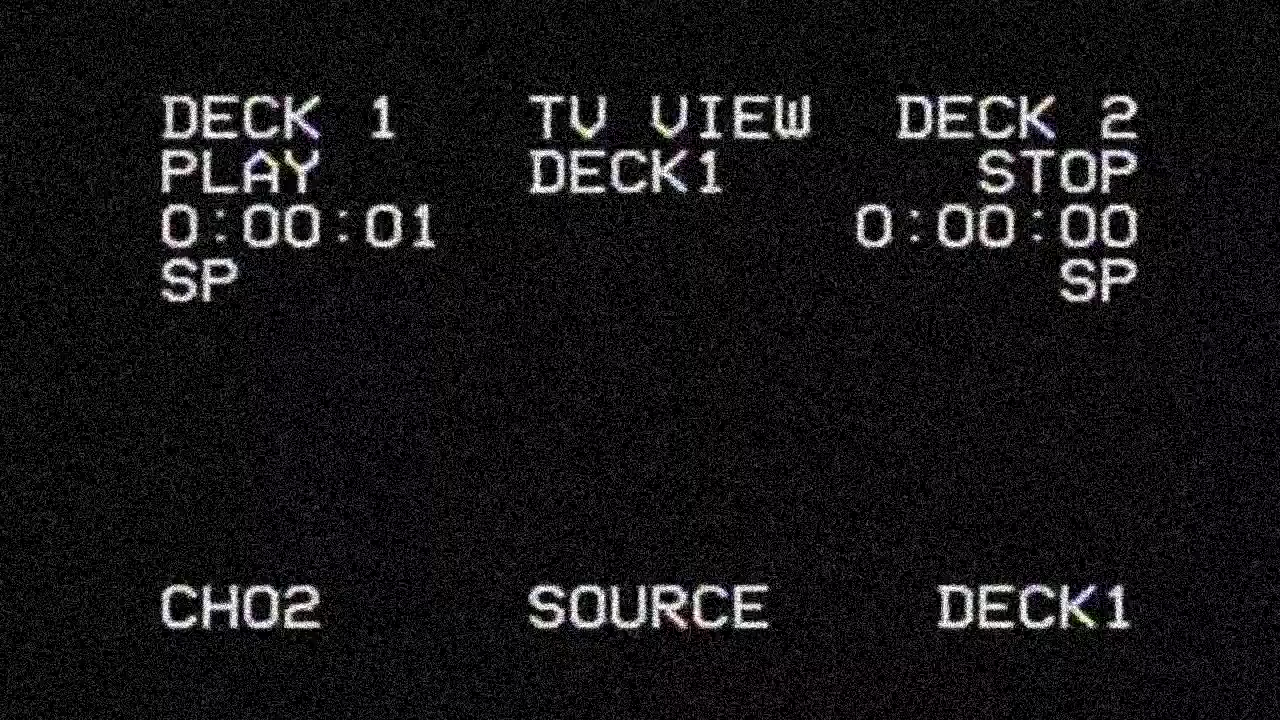 DECK 1 TV VIEW DECK 2
PLAY DECK1 STOP
0:00:01 0:00:00
SP SP
CH02 SOURCE DECK1